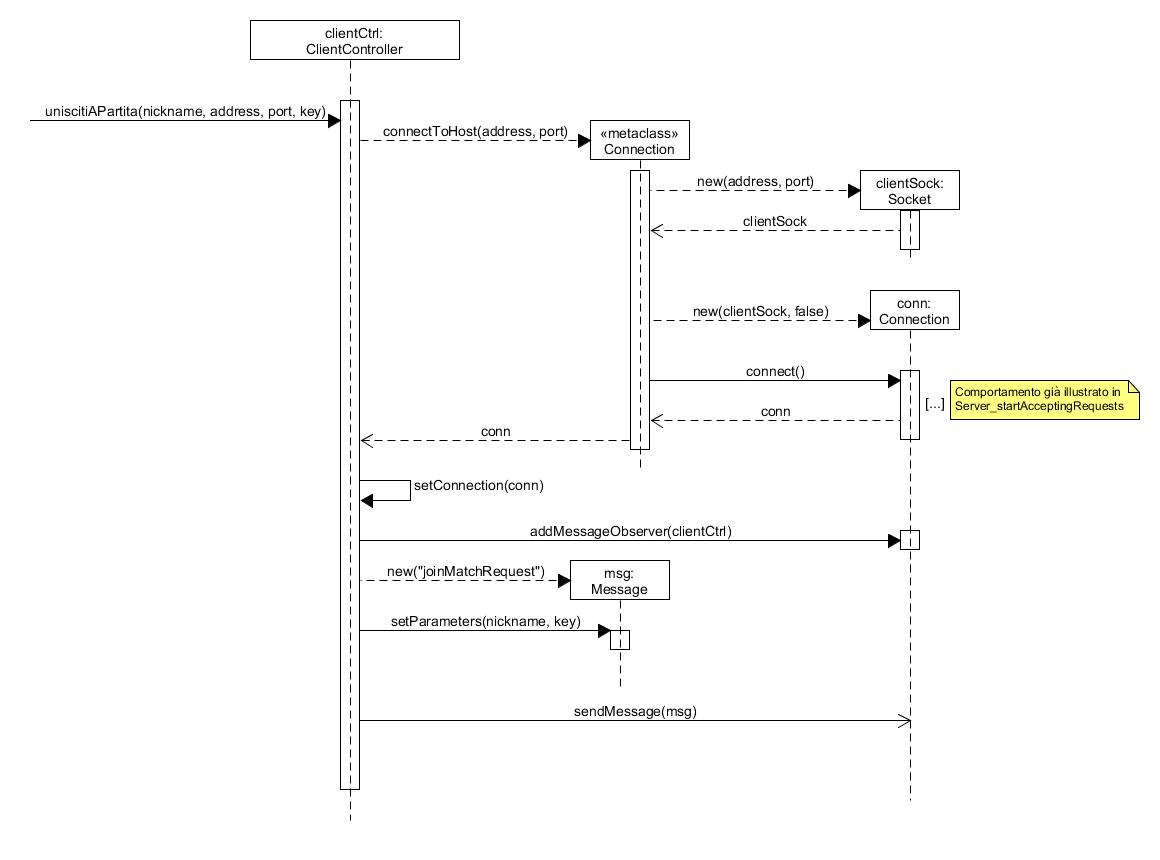 clientCtrl:
ClientController
uniscitiAPartita(nickname, address, port, key)
connectToHost(address, port)
«metaclass»
Connection
new(address, port)
clientSock:
Socket
clientSock
new(clientSock, false)
conn:
Connection
connect()
[...]
Comportamento già illustrato in
Server_startAcceptingRequests
conn
conn
setConnection(conn)
addMessageObserver(clientCtrl)
new("joinMatchRequest")
msg:
Message
setParameters(nickname, key)
sendMessage(msg)